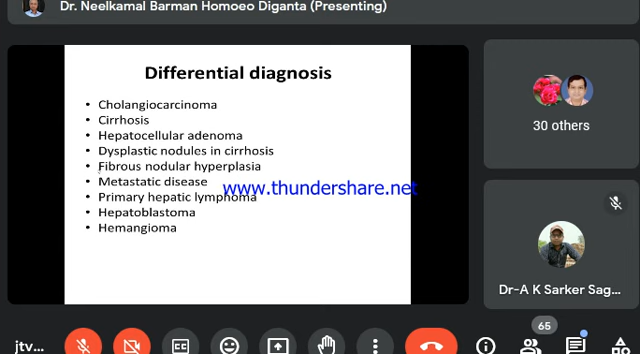 Dr. Neelkamal Barman Homoeo Diganta (Presenting)
Differential diagnosis
• Cholangiocarcinoma
• Cirrhosis
• Hepatocellular adenoma
• Dysplastic nodules in cirrhosis
• Fibrous nodular hyperplasia
• Metastatic disease
www.thundershare.net
• Primary hepatic lymphoma
• Hepatoblastoma
• Hemangioma
30 others
Dr-A K Sarker Sag...
jtv...
CC
65